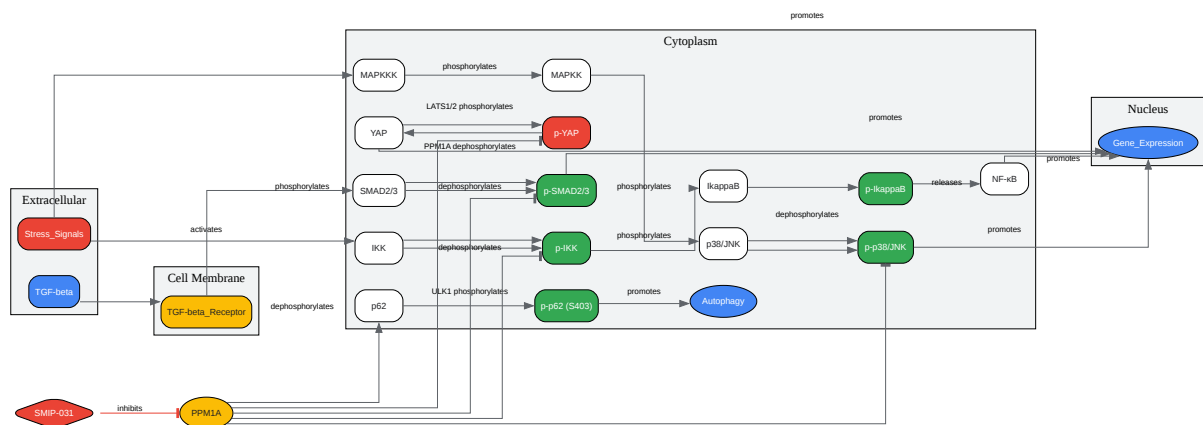 promotes
Cytoplasm
MAPKKK
phosphorylates
MAPKK
LATS1/2 phosphorylates
YAP
p-YAP
PPM1A dephosphorylates
promotes
Nucleus
Gene_Expression
promotes
Extracellular
Stress_Signals
TGF-beta
activates
phosphorylates
Cell Membrane
TGF-beta_Receptor
SMAD2/3
dephosphorylates
p-SMAD2/3
phosphorylates
IkappaB
p-IkappaB
releases
NF-κB
IKK
dephosphorylates
p-IKK
phosphorylates
p38/JNK
dephosphorylates
p-p38/JNK
promotes
dephosphorylates
p62
ULK1 phosphorylates
p-p62 (S403)
promotes
Autophagy
SMIP-031
inhibits
PPM1A